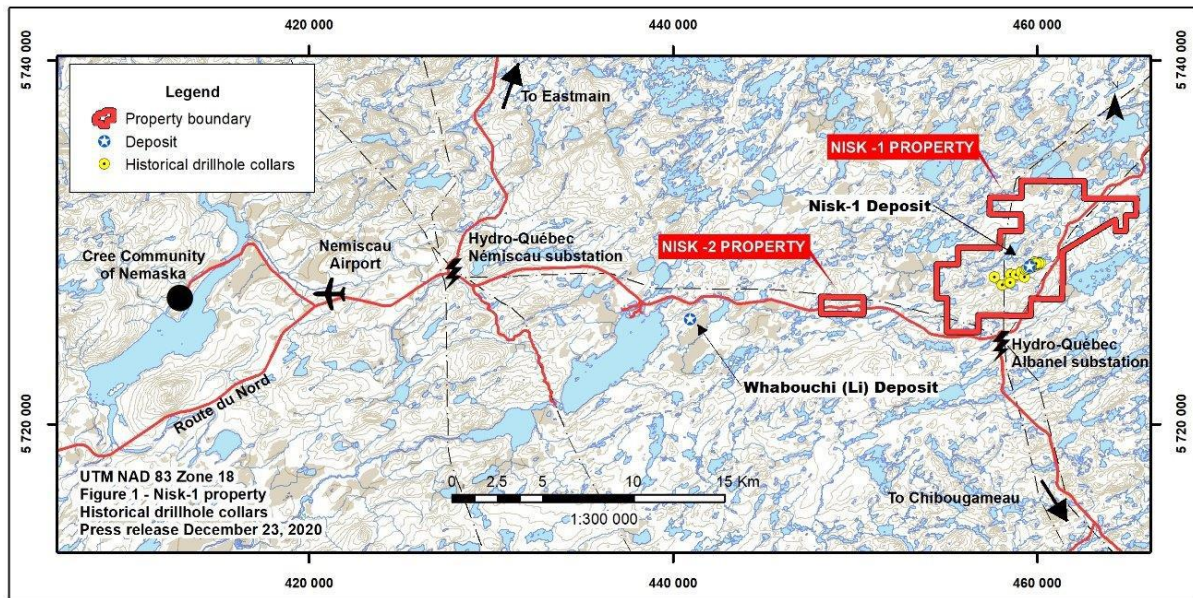 420 000
440 000
460 000
5 740 000
5 740 000
Legend
Property boundary
Deposit
Historical drillhole collars
To Eastmain
NISK -1 PROPERTY
Nisk-1 Deposit
NISK -2 PROPERTY
Cree Community
of Nemaska
Nemiscau
Airport
Hydro-Québec
Némiscau substation
Hydro-Québec
Albanel substation
Whabouchi (Li) Deposit
Route du Nord
5 720 000
5 720 000
UTM NAD 83 Zone 18
Figure 1 - Nisk-1 property
Historical drillhole collars
Press release December 23, 2020
0 2,5 5 10 15 Km
1:300 000
To Chibougameau
420 000
440 000
460 000